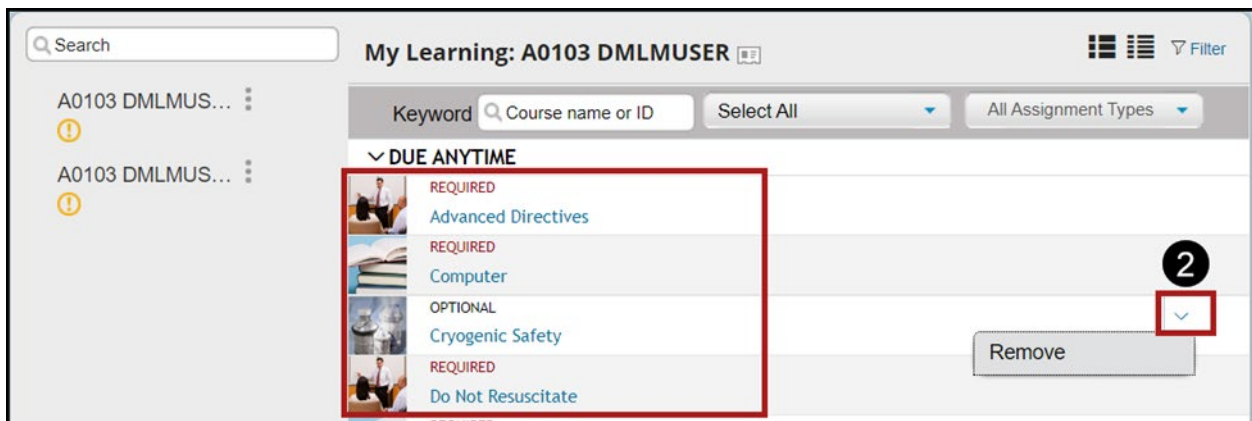 Search
My Learning: A0103 DMLMUSER
Filter
A0103 DMLMUS...
A0103 DMLMUS...
Keyword Course name or ID Select All All Assignment Types
DUE ANYTIME
REQUIRED
Advanced Directives
REQUIRED
Computer
2
OPTIONAL
Cryogenic Safety
Remove
REQUIRED
Do Not Resuscitate